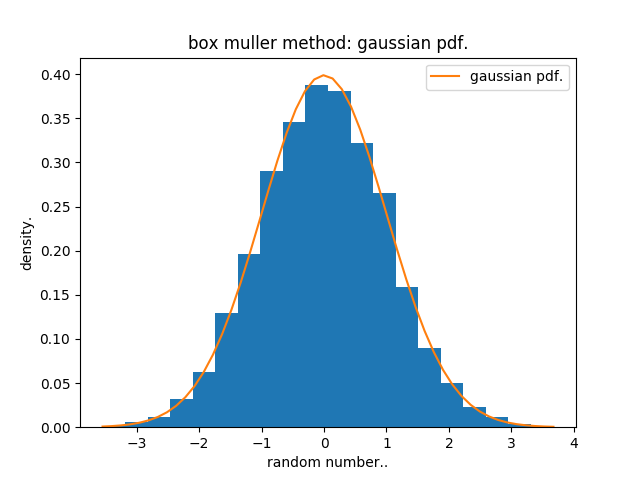 box muller method: gaussian pdf.
gaussian pdf.
density.
0.40
0.35
0.30
0.25
0.20
0.15
0.10
0.05
0.00
−3 −2 −1 0 1 2 3 4
random number..